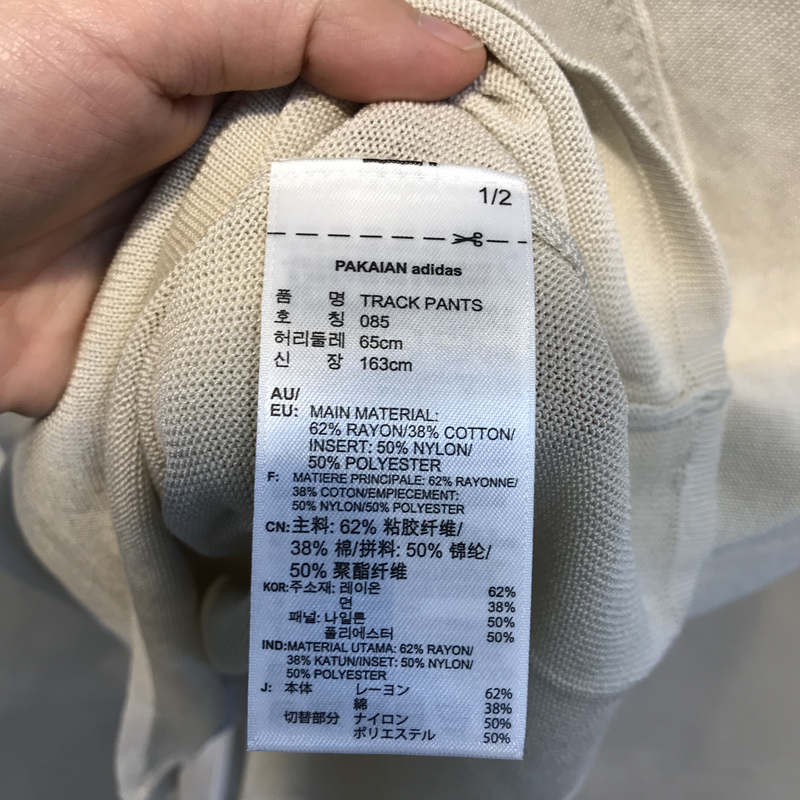 1/2
PAKAIAN adidas
품 명 TRACK PANTS
호 칭 085
허리둘레 65cm
신 장 163cm
AU/
EU: MAIN MATERIAL:
62% RAYON/38% COTTON/
INSERT: 50% NYLON/
50% POLYESTER
F: MATIERE PRINCIPALE: 62% RAYONNE/
38% COTON/EMPIECEMENT:
50% NYLON/50% POLYESTER
CN:主料: 62% 粘胶纤维/
38% 棉/拼料: 50% 锦纶/
50% 聚酯纤维
KOR:주소재: 레이온 62%
면 38%
패널: 나일론 50%
폴리에스터 50%
IND:MATERIAL UTAMA: 62% RAYON/
38% KATUN/INSET: 50% NYLON/
50% POLYESTER
J: 本体 レーヨン 62%
綿 38%
切替部分 ナイロン 50%
ポリエステル 50%